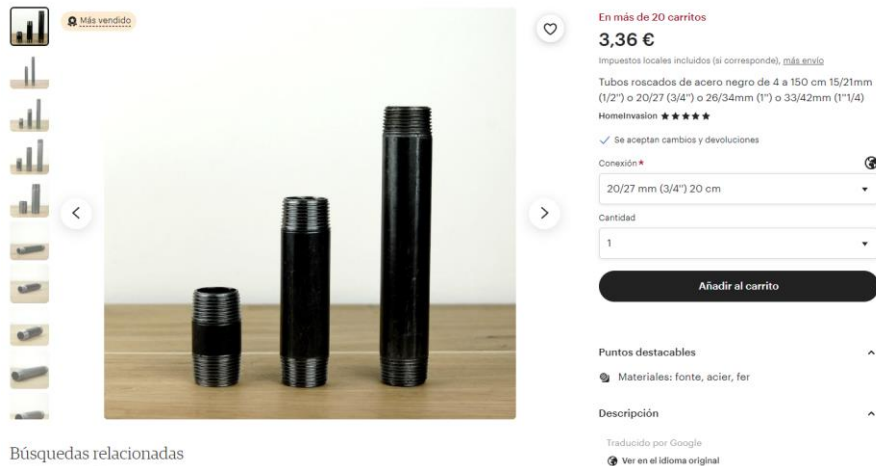 Más vendido
En más de 20 carritos
3,36 €
Impuestos locales incluidos (si corresponde), más envío
Tubos roscados de acero negro de 4 a 150 cm 15/21mm
(1/2") o 20/27 (3/4") o 26/34mm (1") o 33/42mm (1"1/4)
HomeInvasion
Se aceptan cambios y devoluciones
Conexión *
20/27 mm (3/4") 20 cm
Cantidad
1
Añadir al carrito
Puntos destacables
Materiales: fonte, acier, fer
Descripción
Traducido por Google
Ver en el idioma original
Búsquedas relacionadas